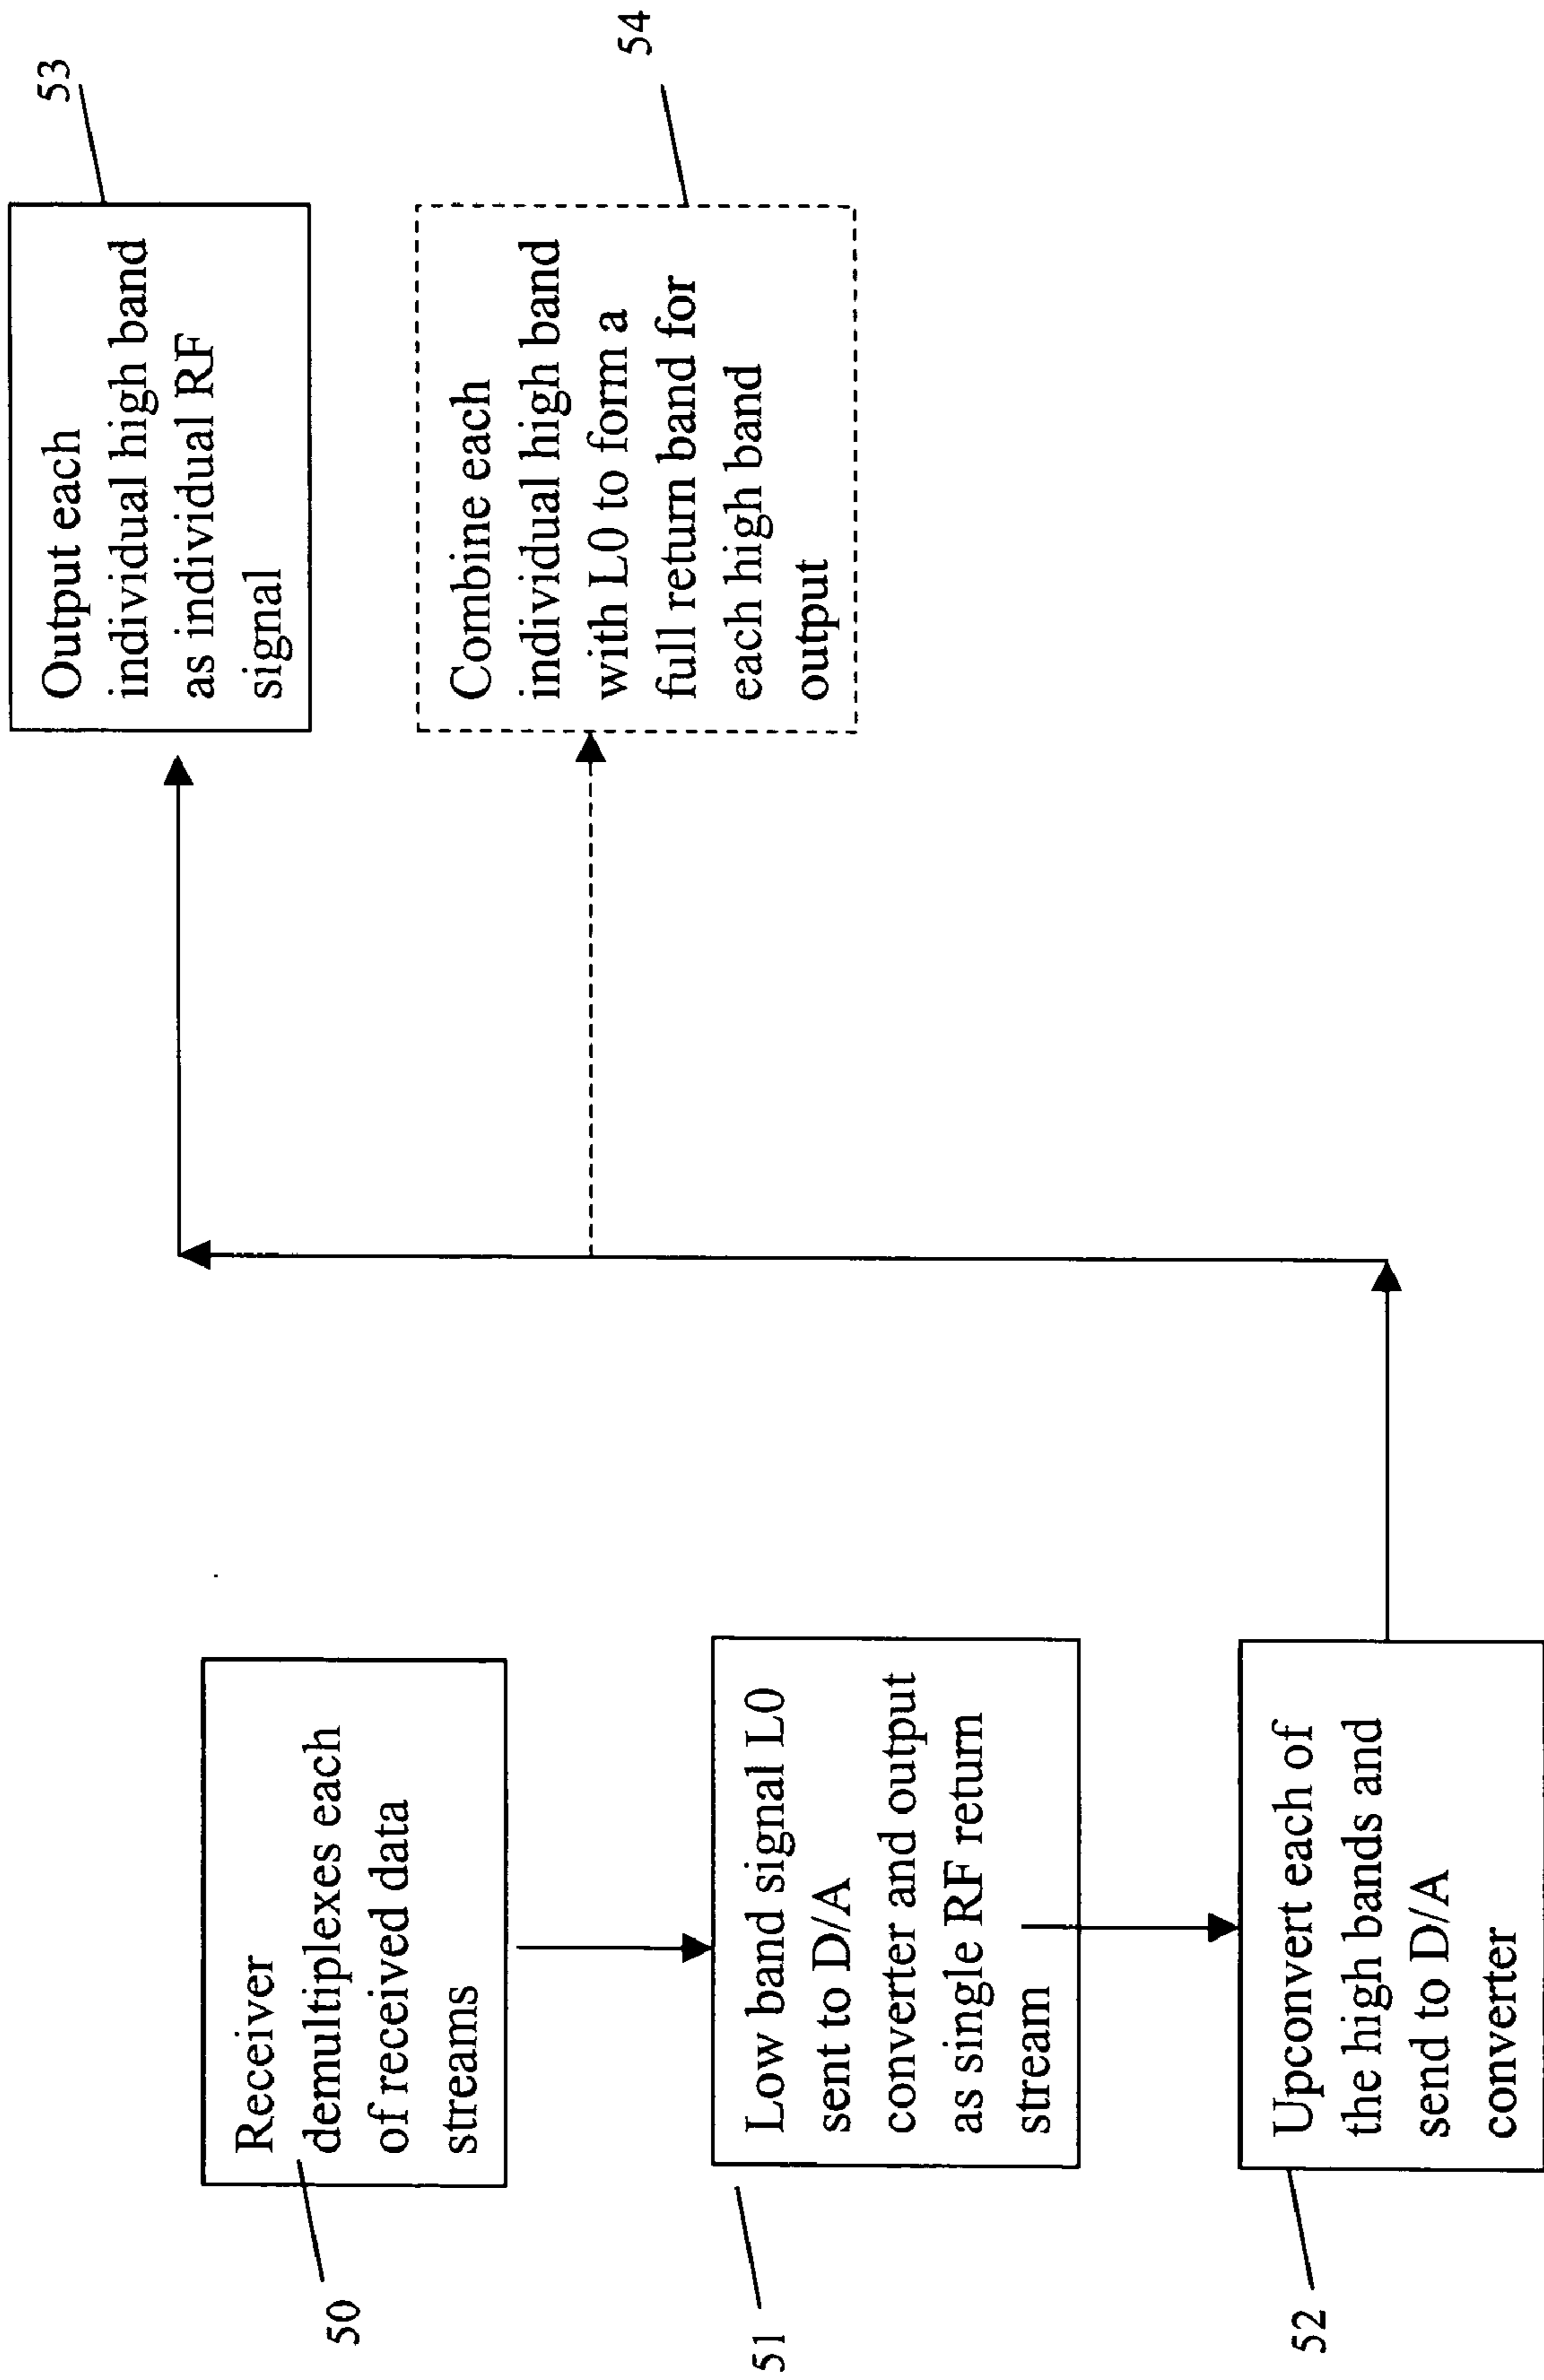 50
Receiver
demultiplexes each
of received data
streams
51
Low band signal L0
sent to D/A
converter and output
as single RF return
stream
52
Upconvert each of
the high bands and
send to D/A
converter
53
Output each
individual high band
as individual RF
signal
54
Combine each
individual high band
with L0 to form a
full return band for
each high band
output